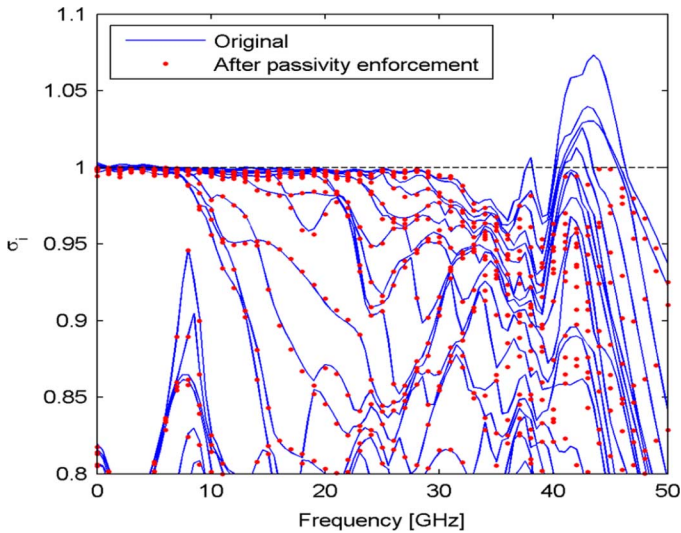 1.1
Original
After passivity enforcement
1.05
1
0.95
σi
0.9
0.85
0.8
0 10 20 30 40 50
Frequency [GHz]